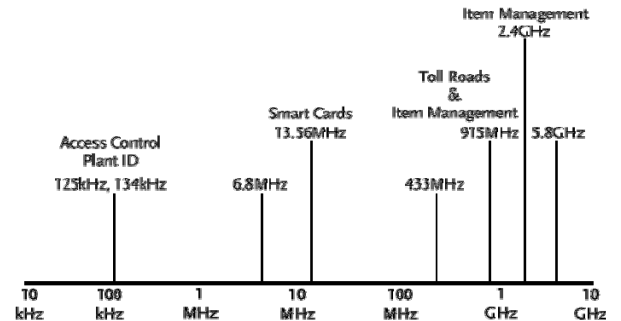 Item Management
2.4GHz
Toll Roads
&
Item Management
915MHz
5.8GHz
Smart Cards
13.56MHz
Access Control
Plant ID
125kHz, 134kHz
6.8MHz
433MHz
10 kHz
100 kHz
1 MHz
10 MHz
100 MHz
1 GHz
10 GHz